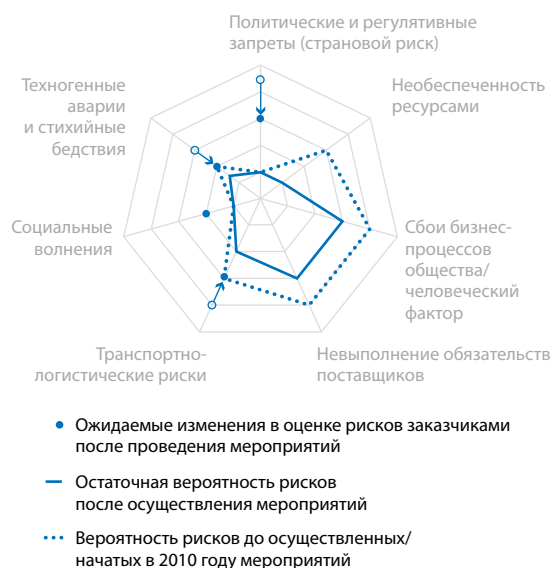 Политические и регулятивные
запреты (страновой риск)
Техногенные
аварии
и стихийные
бедствия
Необеспеченность
ресурсами
Социальные
волнения
Сбои бизнес-
процессов
общества/
человеческий
фактор
Транспортно-
логистические риски
Невыполнение обязательств
поставщиков
Ожидаемые изменения в оценке рисков заказчиками
после проведения мероприятий
Остаточная вероятность рисков
после осуществления мероприятий
Вероятность рисков до осуществленных/
начатых в 2010 году мероприятий